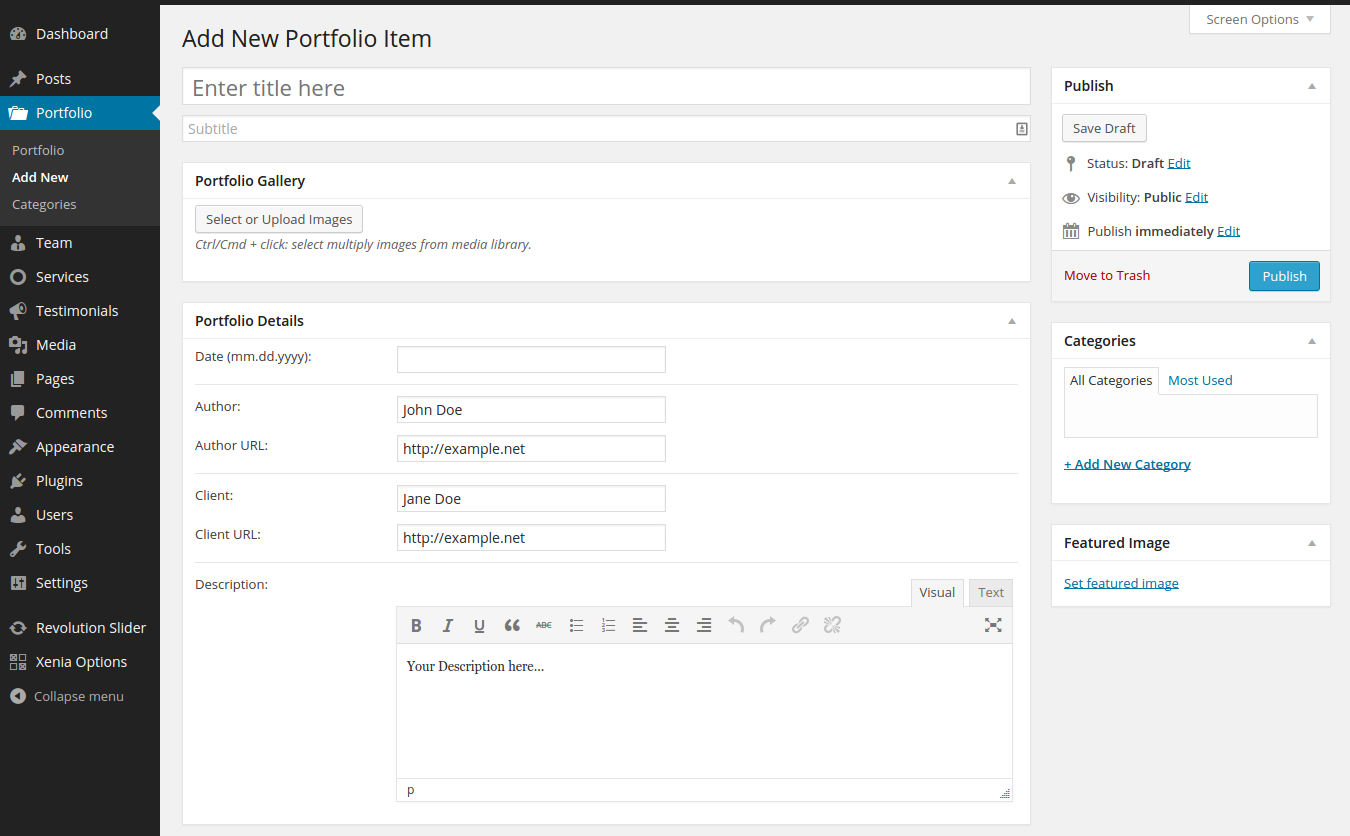 Dashboard
Posts
Portfolio
Portfolio
Add New
Categories
Team
Services
Testimonials
Media
Pages
Comments
Appearance
Plugins
Users
Tools
Settings
Revolution Slider
Xenia Options
Collapse menu
Screen Options
Add New Portfolio Item
Enter title here
Subtitle
Portfolio Gallery
Select or Upload Images
Ctrl/Cmd + click: select multiply images from media library.
Portfolio Details
Date (mm.dd.yyyy):
Author: John Doe
Author URL: http://example.net
Client: Jane Doe
Client URL: http://example.net
Description:
Visual Text
B I U ABC
Your Description here...
p
Publish
Save Draft
Status: Draft Edit
Visibility: Public Edit
Publish immediately Edit
Move to Trash Publish
Categories
All Categories Most Used
+ Add New Category
Featured Image
Set featured image